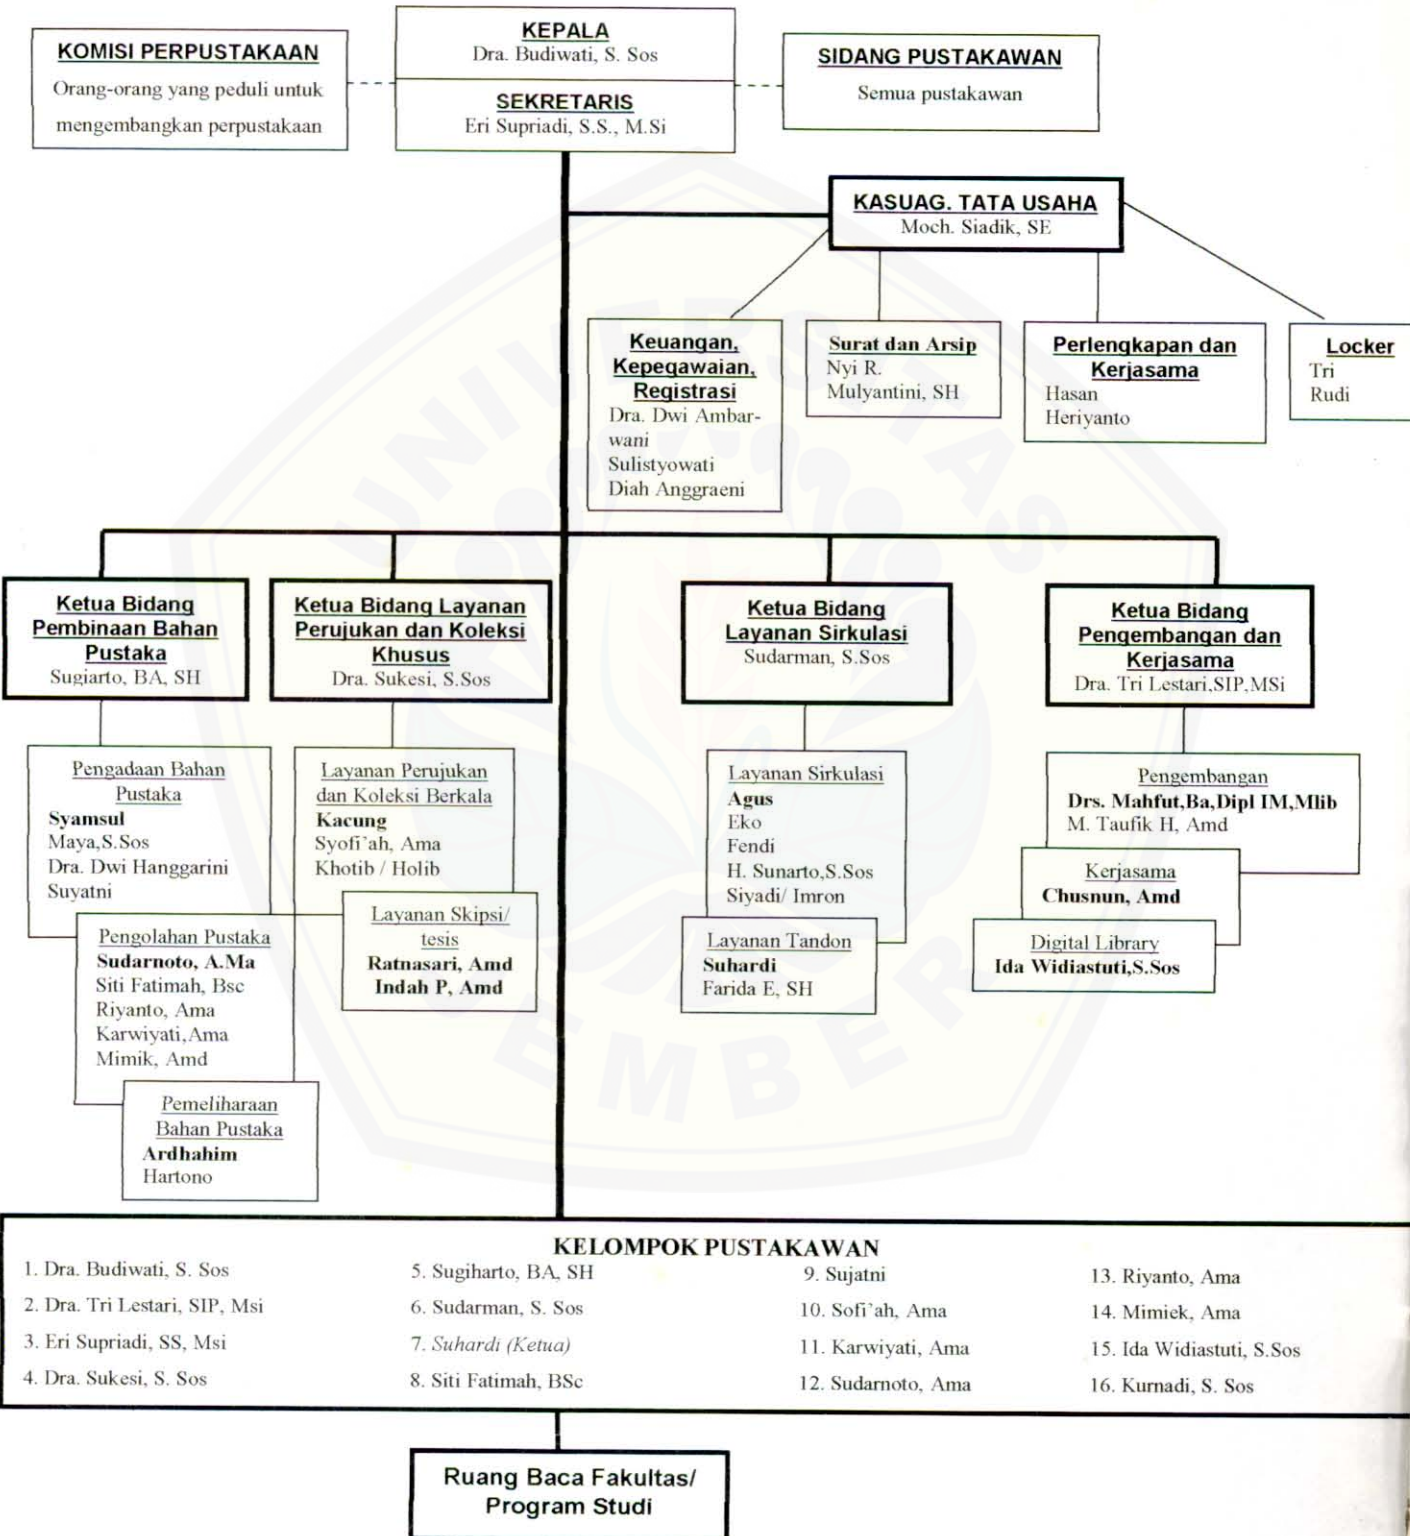 KOMISI PERPUSTAKAAN
Orang-orang yang peduli untuk
mengembangkan perpustakaan
KEPALA
Dra. Budiwati, S. Sos
SEKRETARIS
Eri Supriadi, S.S., M.Si
SIDANG PUSTAKAWAN
Semua pustakawan
KASUAG. TATA USAHA
Moch. Siadik, SE
Keuangan,
Kepegawaian,
Registrasi
Dra. Dwi Ambar-
wani
Sulistyowati
Diah Anggraeni
Surat dan Arsip
Nyi R.
Mulyantini, SH
Perlengkapan dan
Kerjasama
Hasan
Heriyanto
Locker
Tri
Rudi
Ketua Bidang
Pembinaan Bahan
Pustaka
Sugiarto, BA, SH
Ketua Bidang Layanan
Perujukan dan Koleksi
Khusus
Dra. Sukesi, S.Sos
Ketua Bidang
Layanan Sirkulasi
Sudarman, S.Sos
Ketua Bidang
Pengembangan dan
Kerjasama
Dra. Tri Lestari,SIP,MSi
Pengadaan Bahan
Pustaka
Syamsul
Maya,S.Sos
Dra. Dwi Hanggarini
Suyatni
Pengolahan Pustaka
Sudarnoto, A.Ma
Siti Fatimah, Bsc
Riyanto, Ama
Karwiyati,Ama
Mimik, Amd
Pemeliharaan
Bahan Pustaka
Ardhahim
Hartono
Layanan Perujukan
dan Koleksi Berkala
Kacung
Syofi'ah, Ama
Khotib / Holib
Layanan Skipsi/
tesis
Ratnasari, Amd
Indah P, Amd
Layanan Sirkulasi
Agus
Eko
Fendi
H. Sunarto,S.Sos
Siyadi/ Imron
Layanan Tandon
Suhardi
Farida E, SH
Pengembangan
Drs. Mahfut,Ba,Dipl IM,Mlib
M. Taufik H, Amd
Kerjasama
Chusnun, Amd
Digital Library
Ida Widiastuti,S.Sos
KELOMPOK PUSTAKAWAN
1. Dra. Budiwati, S. Sos
2. Dra. Tri Lestari, SIP, Msi
3. Eri Supriadi, SS, Msi
4. Dra. Sukesi, S. Sos
5. Sugiharto, BA, SH
6. Sudarman, S. Sos
7. Suhardi (Ketua)
8. Siti Fatimah, BSc
9. Sujatni
10. Sofi'ah, Ama
11. Karwiyati, Ama
12. Sudarnoto, Ama
13. Riyanto, Ama
14. Mimiek, Ama
15. Ida Widiastuti, S.Sos
16. Kurnadi, S. Sos
Ruang Baca Fakultas/
Program Studi
UNIVERSITAS
JEMBER